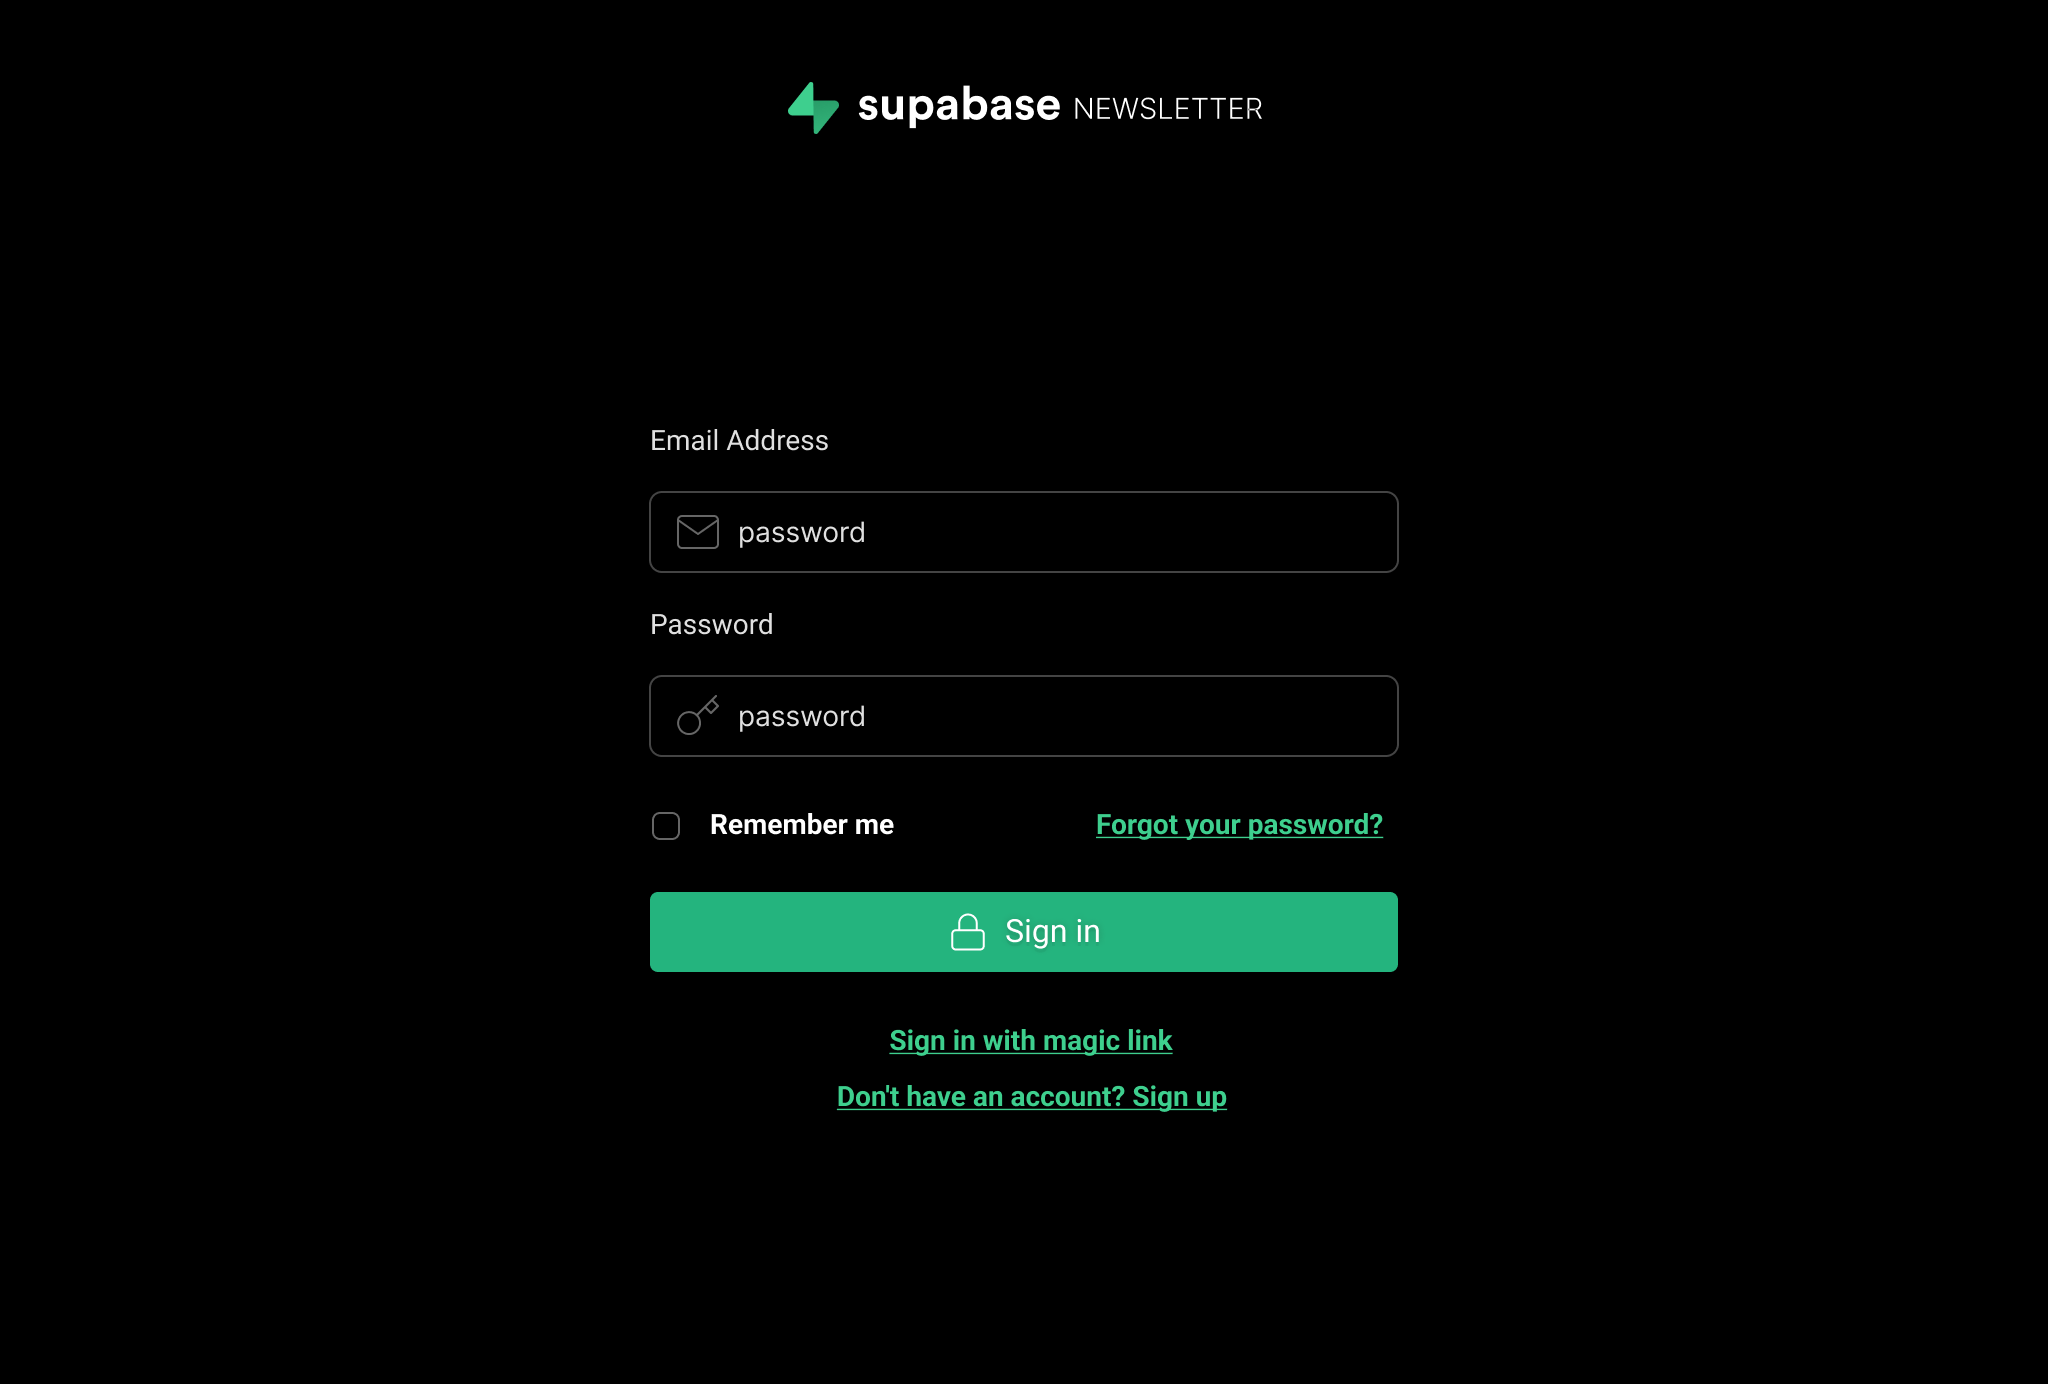 supabase NEWSLETTER
Email Address
password
Password
password
Remember me Forgot your password?
Sign in
Sign in with magic link
Don't have an account? Sign up